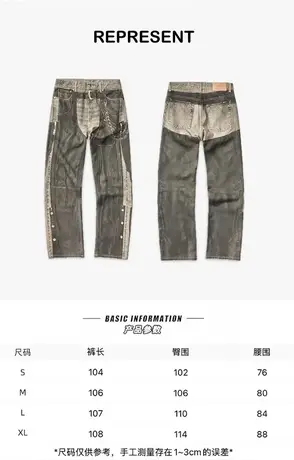 REPRESENT
BASIC INFORMATION
产品参数
尺码 裤长 臀围 腰围
S 104 102 76
M 106 106 80
L 107 110 84
XL 108 114 88
*尺码仅供参考，手工测量存在1~3cm的误差*